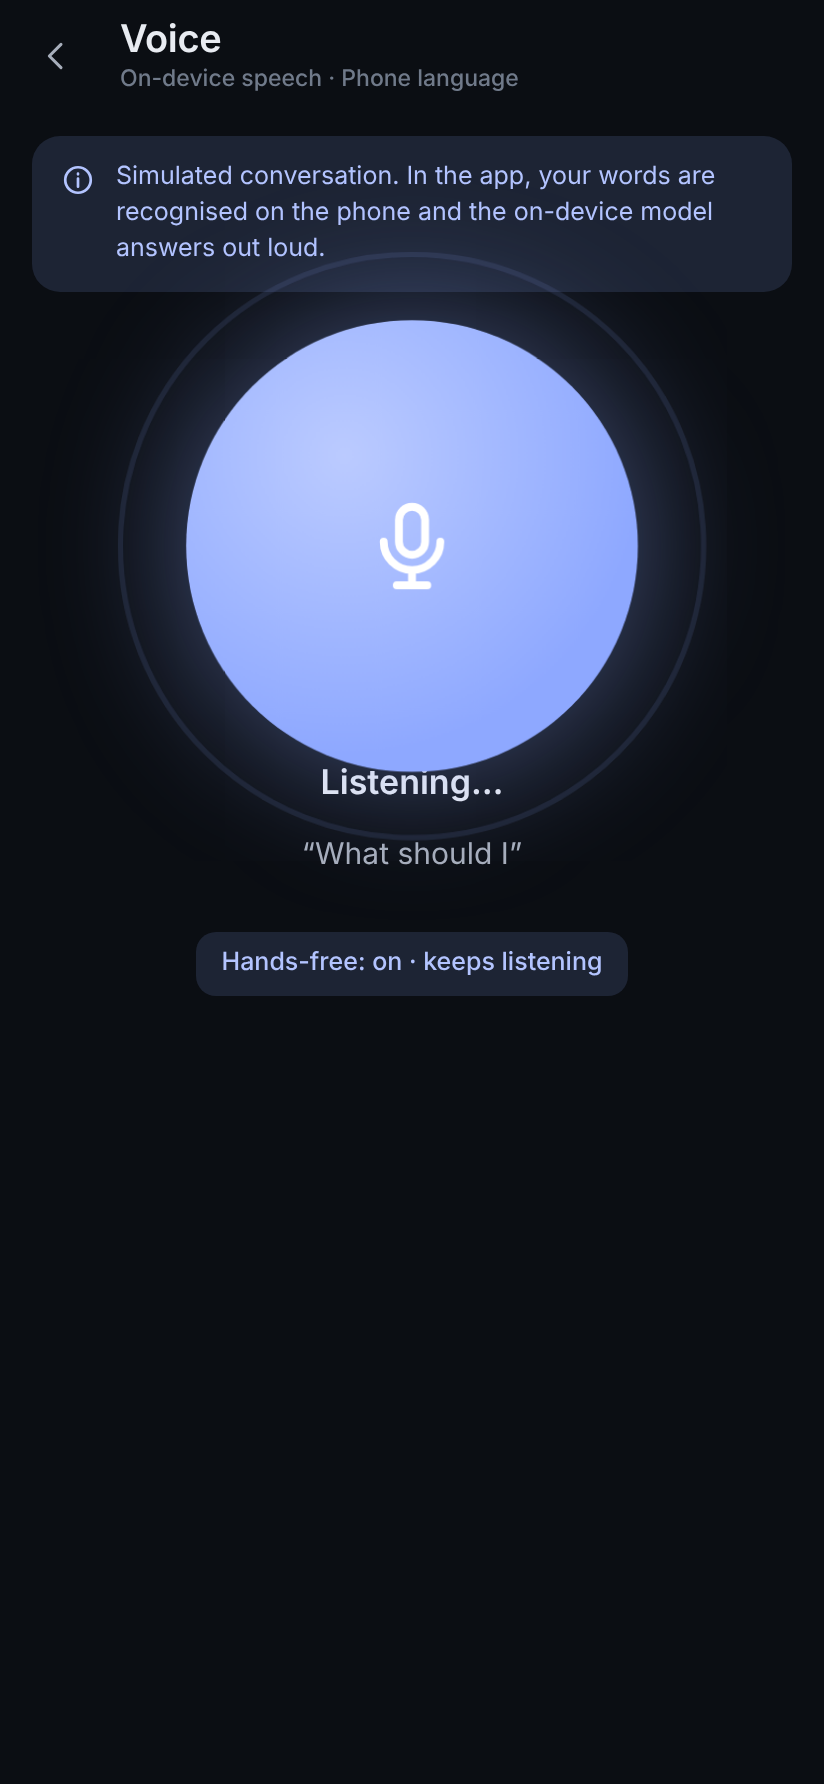 Voice
On-device speech · Phone language
Simulated conversation. In the app, your words are
recognised on the phone and the on-device model
answers out loud.
Listening...
“What should I”
Hands-free: on · keeps listening